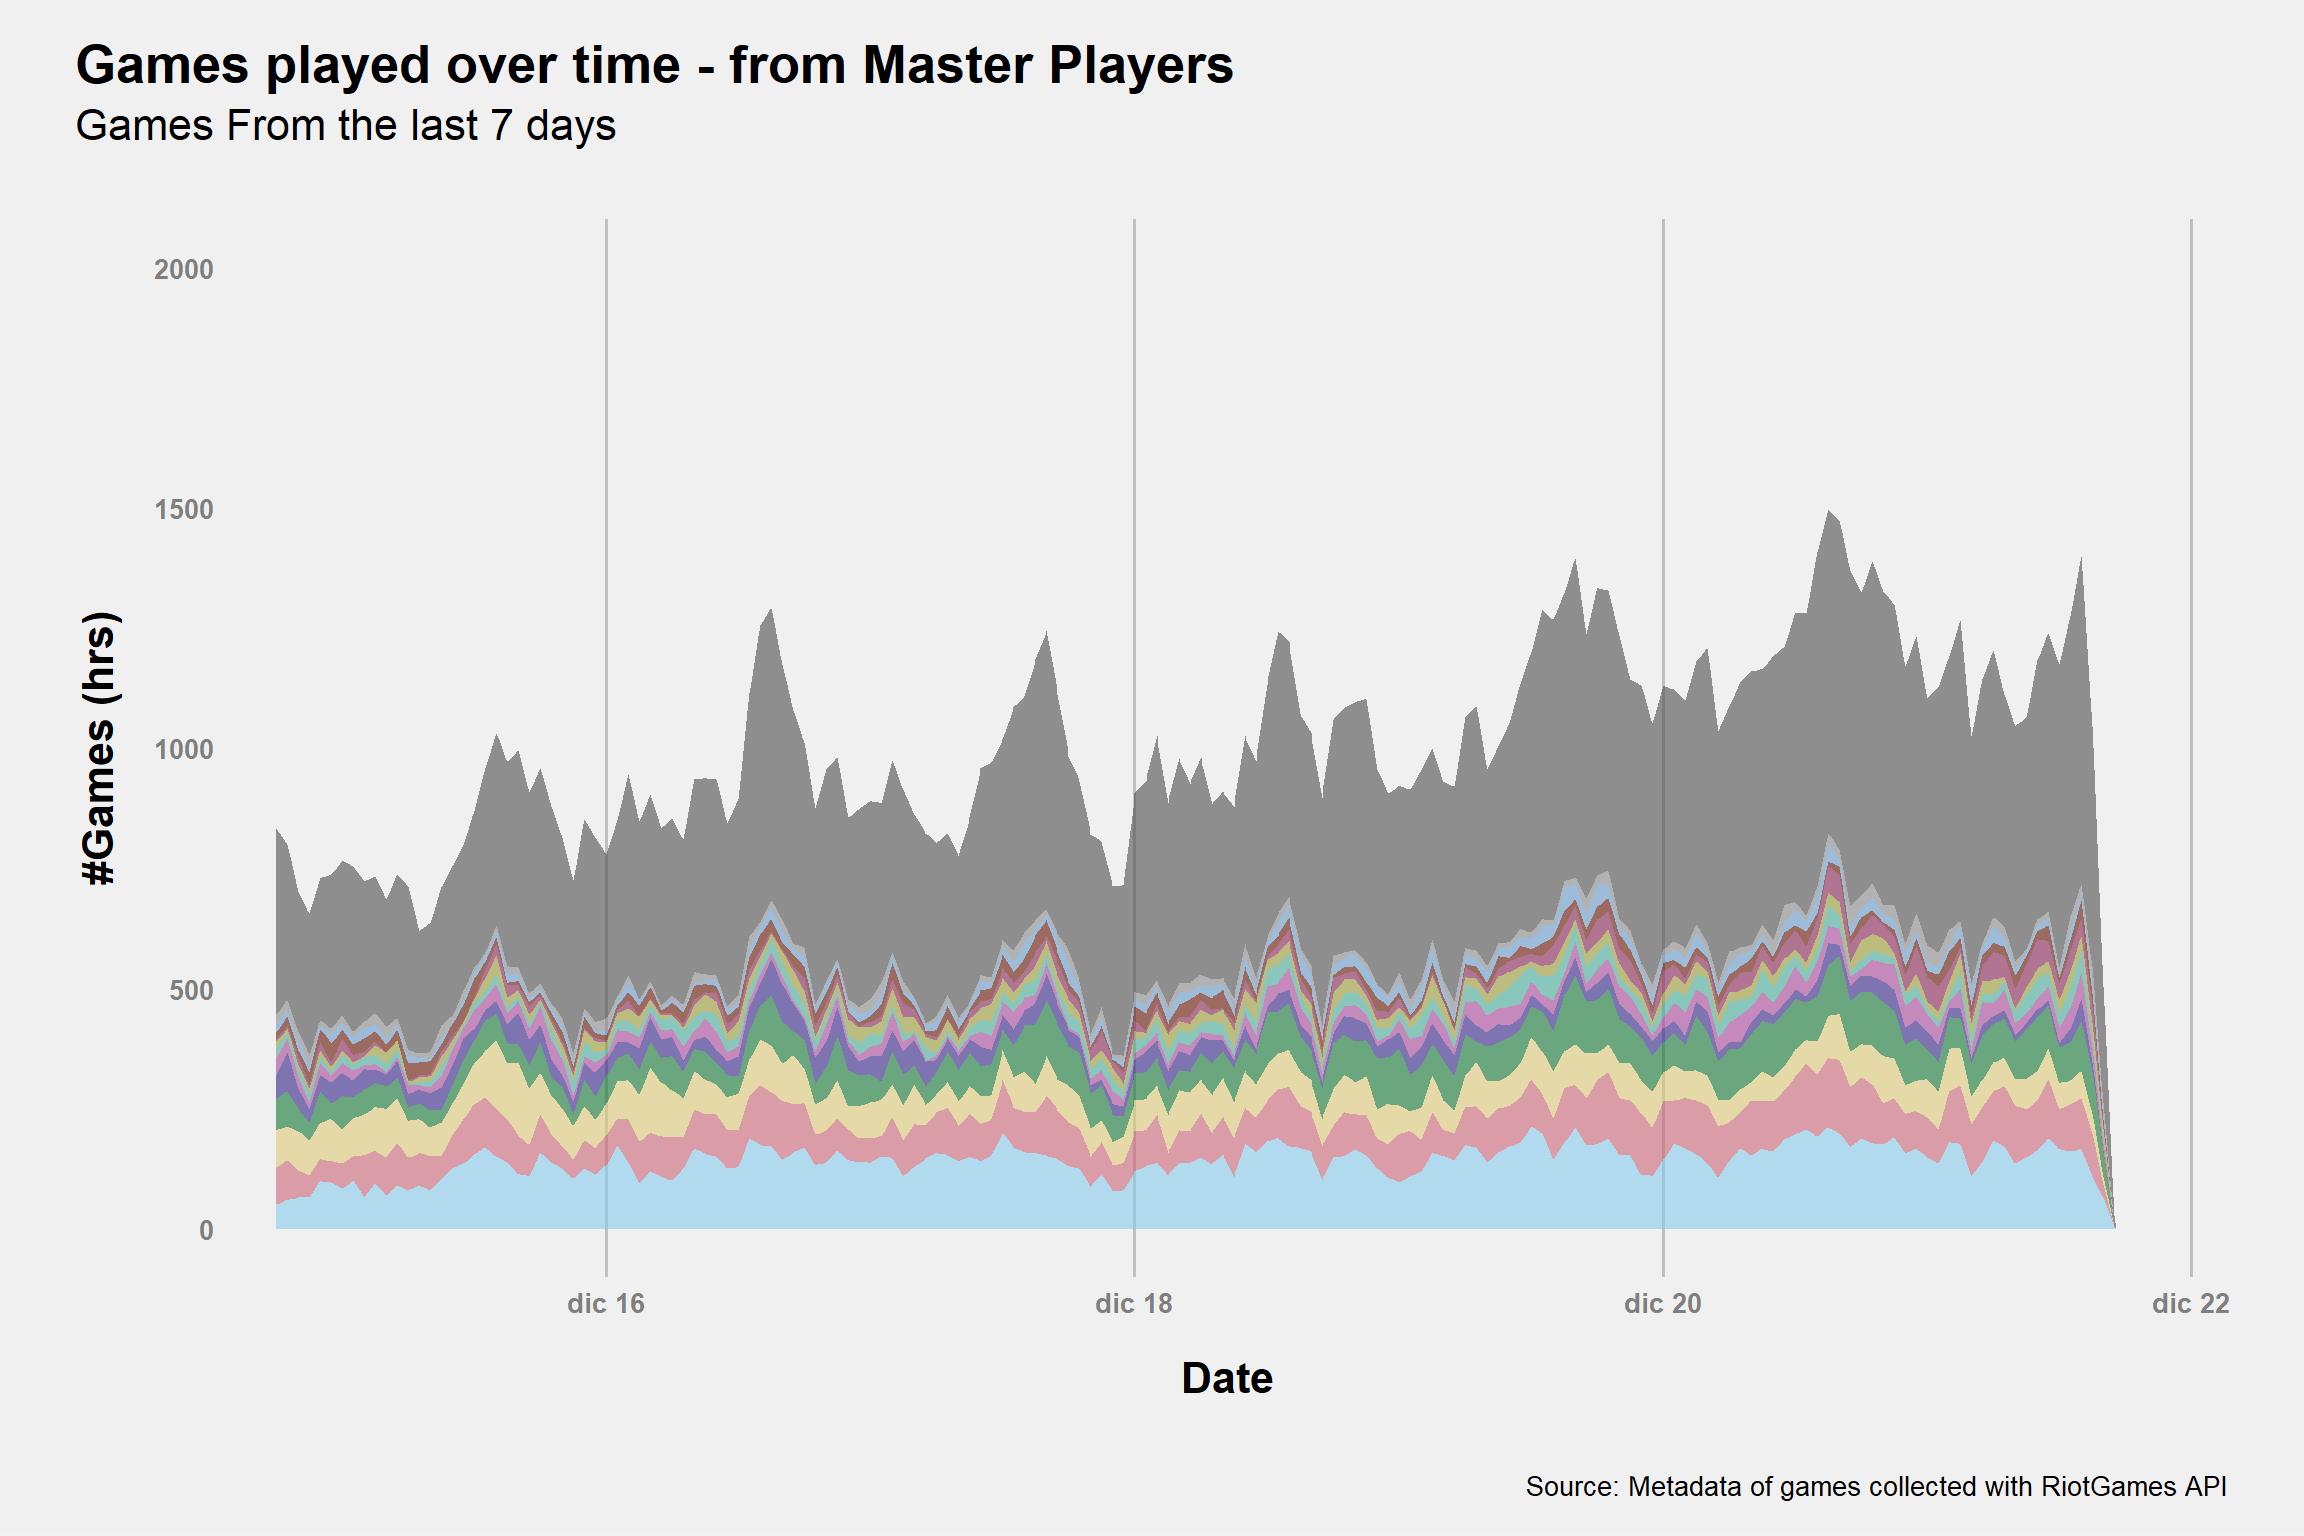 Games played over time - from Master Players
Games From the last 7 days
2000
1500
1000
500
0
#Games (hrs)
dic 16
dic 18
dic 20
dic 22
Date
Source: Metadata of games collected with RiotGames API